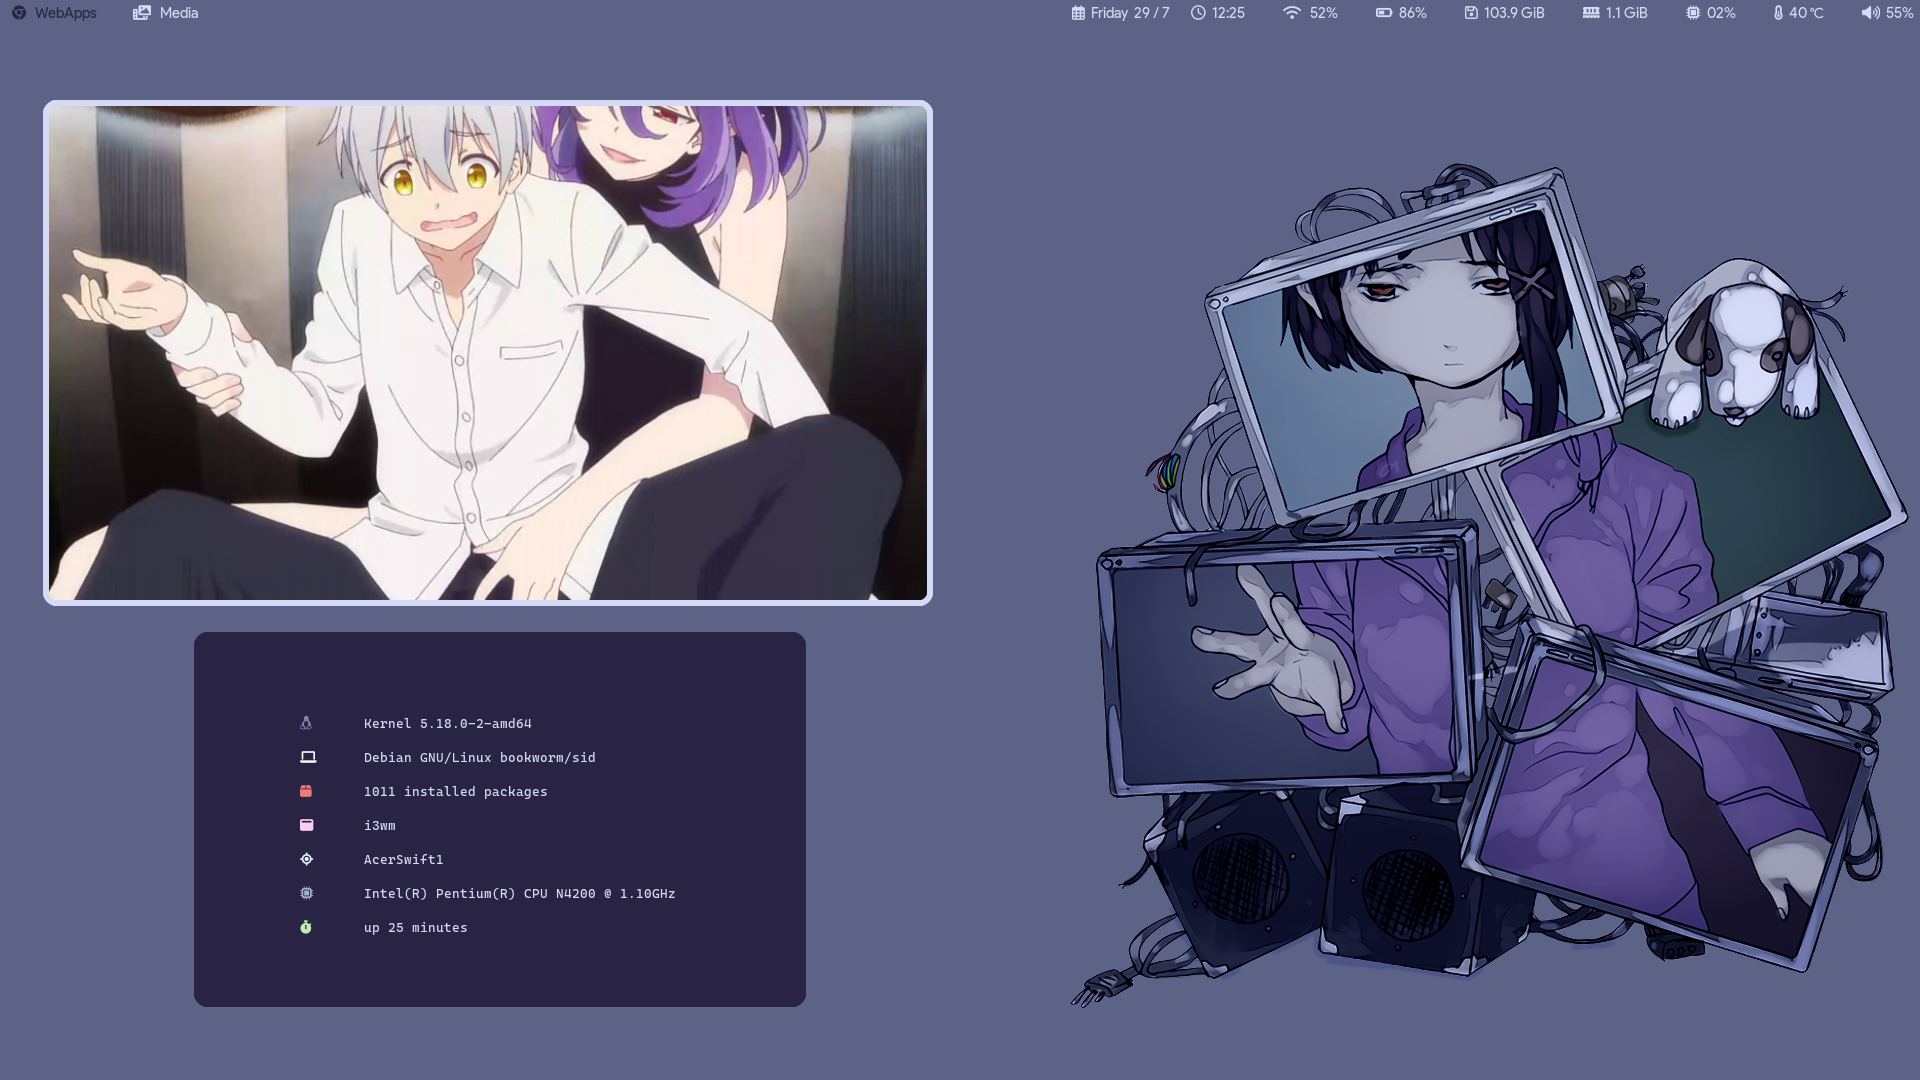 WebApps Media Friday 29 / 7 12:25 52% 86% 103.9 GiB 1.1 GiB 02% 40 °C 55%
Kernel 5.18.0-2-amd64
Debian GNU/Linux bookworm/sid
1011 installed packages
i3wm
AcerSwift1
Intel(R) Pentium(R) CPU N4200 @ 1.10GHz
up 25 minutes